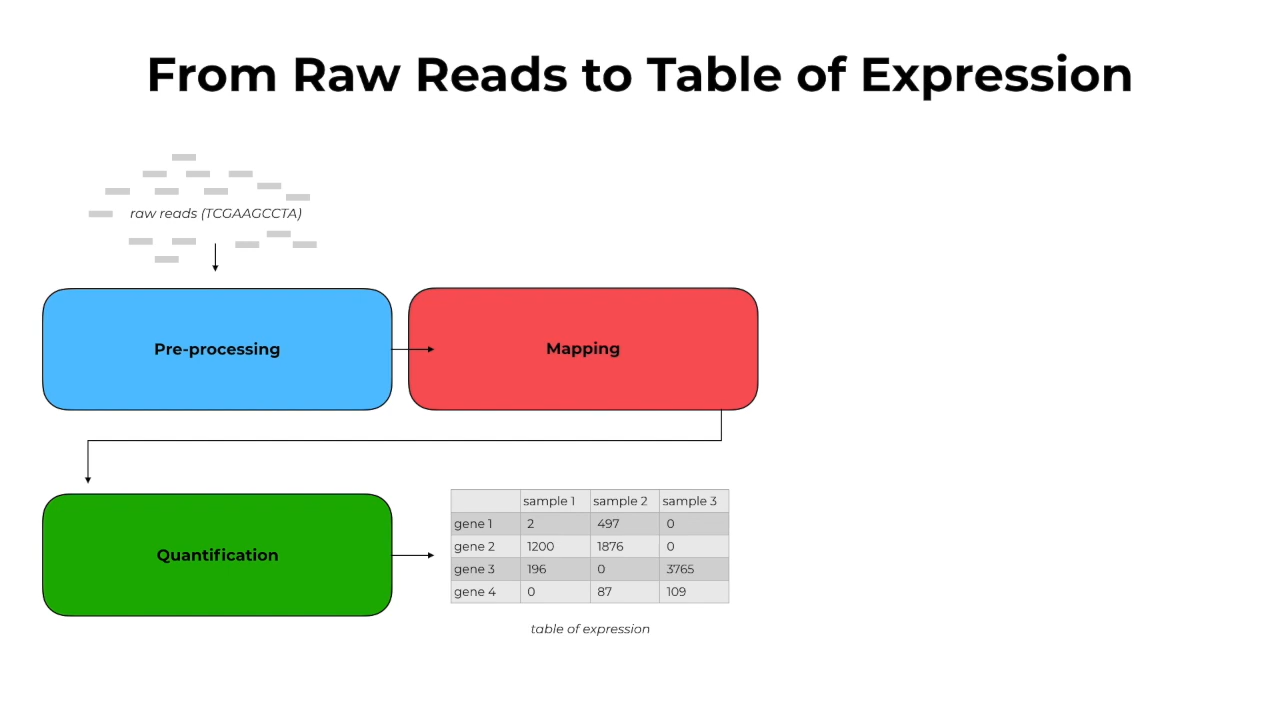 From Raw Reads to Table of Expression
raw reads (TCGAAGCCTA)
Pre-processing
Mapping
Quantification
sample 1 sample 2 sample 3
gene 1 2 497 0
gene 2 1200 1876 0
gene 3 196 0 3765
gene 4 0 87 109
table of expression